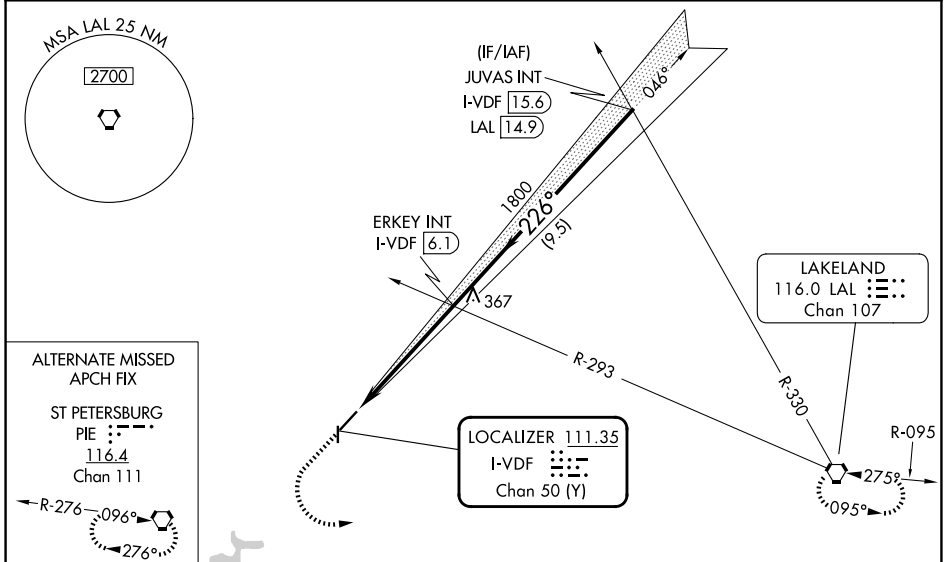 MSA LAL 25 NM
2700
(IF/IAF)
JUVAS INT
I-VDF 15.6
LAL 14.9
046°
1800
226°
(9.5)
ERKEY INT
I-VDF 6.1
367
LAKELAND
116.0 LAL
Chan 107
R-293
R-330
R-095
275°
095°
LOCALIZER 111.35
I-VDF
Chan 50 (Y)
ALTERNATE MISSED
APCH FIX
ST PETERSBURG
PIE
116.4
Chan 111
R-276
096°
276°